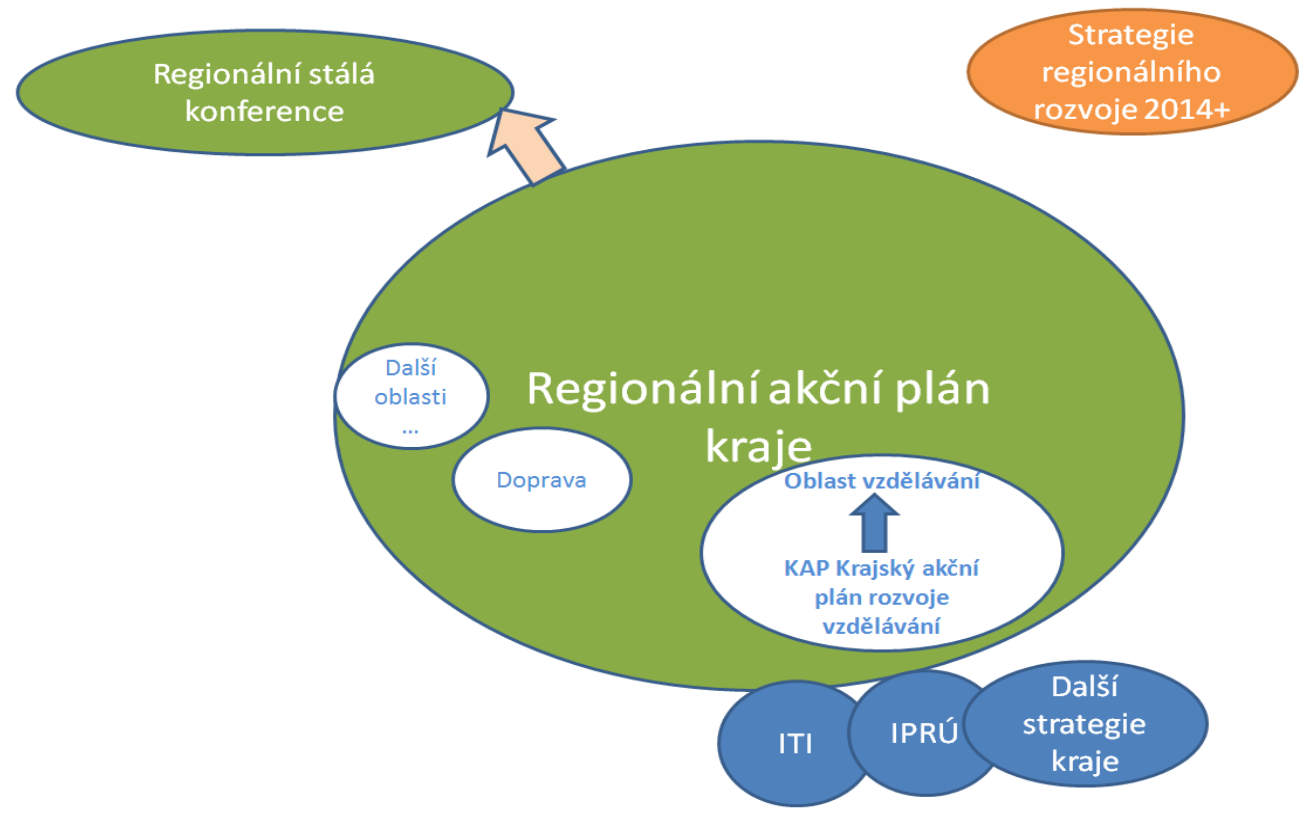 Regionální stálá
konference
Strategie
regionálního
rozvoje 2014+
Regionální akční plán
kraje
Další
oblasti
...
Doprava
Oblast vzdělávání
KAP Krajský akční
plán rozvoje
vzdělávání
ITI
IPRÚ
Další
strategie
kraje